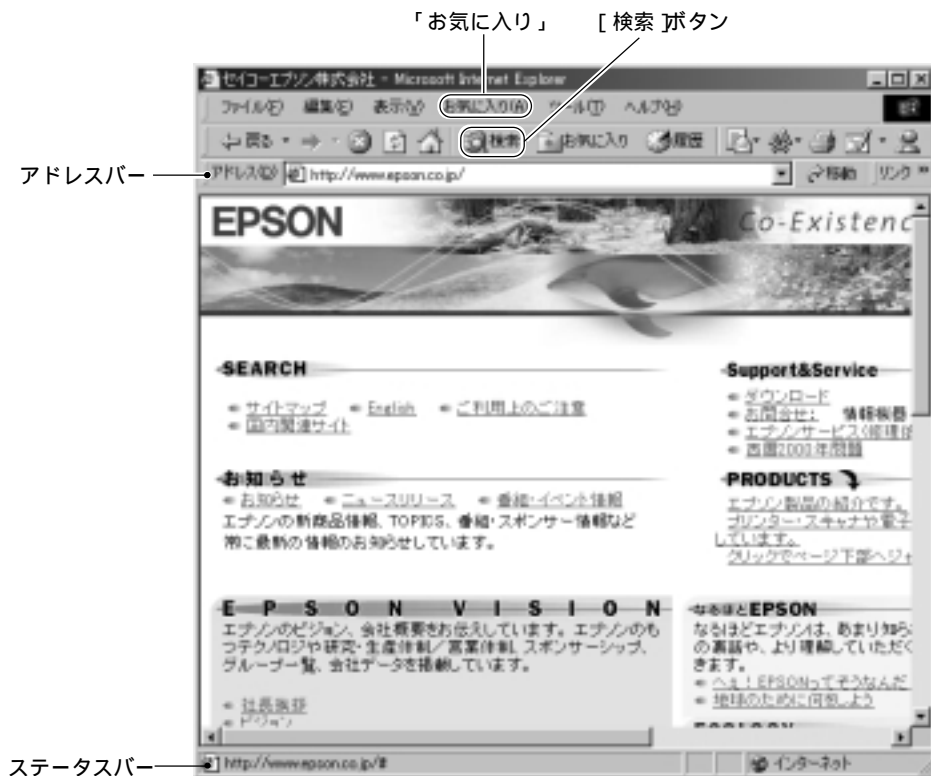 「お気に入り」 [検索]ボタン
セイコーエプソン株式会社 - Microsoft Internet Explorer
ファイル(F) 編集(E) 表示(V) お気に入り(A) ツール(T) ヘルプ(H)
戻る 検索 お気に入り 履歴
アドレスバー
アドレス(D) http://www.epson.co.jp/ 移動 リンク »
EPSON Co-Existenc
SEARCH
サイトマップ English ご利用上のご注意
国内関連サイト
Support&Service
ダウンロード
お問合せ: 情報機器
エプソンサービス(修理
西暦2000年問題
お知らせ
お知らせ ニュースリリース 番組・イベント情報
エプソンの新商品情報、TOPICS、番組・スポンサー情報など
常に最新の情報のお知らせしています。
PRODUCTS
エプソン製品の紹介です。
プリンター・スキャナや電子
しています。
クリックでページ下部へジャ
EPSON VISION
エプソンのビジョン、会社概要をお伝えしています。エプソンのも
つテクノロジや研究・生産体制/営業体制、スポンサーシップ、
グループ一覧、会社データを掲載しています。
社長挨拶
ビジョン
なるほどEPSON
なるほどエプソンは、あまり知ら
の裏話や、より理解していただく
きます。
へぇ!EPSONってそうなんだ
地球のために何をしよう
ECOLOGY
ステータスバー
http://www.epson.co.jp/# インターネット